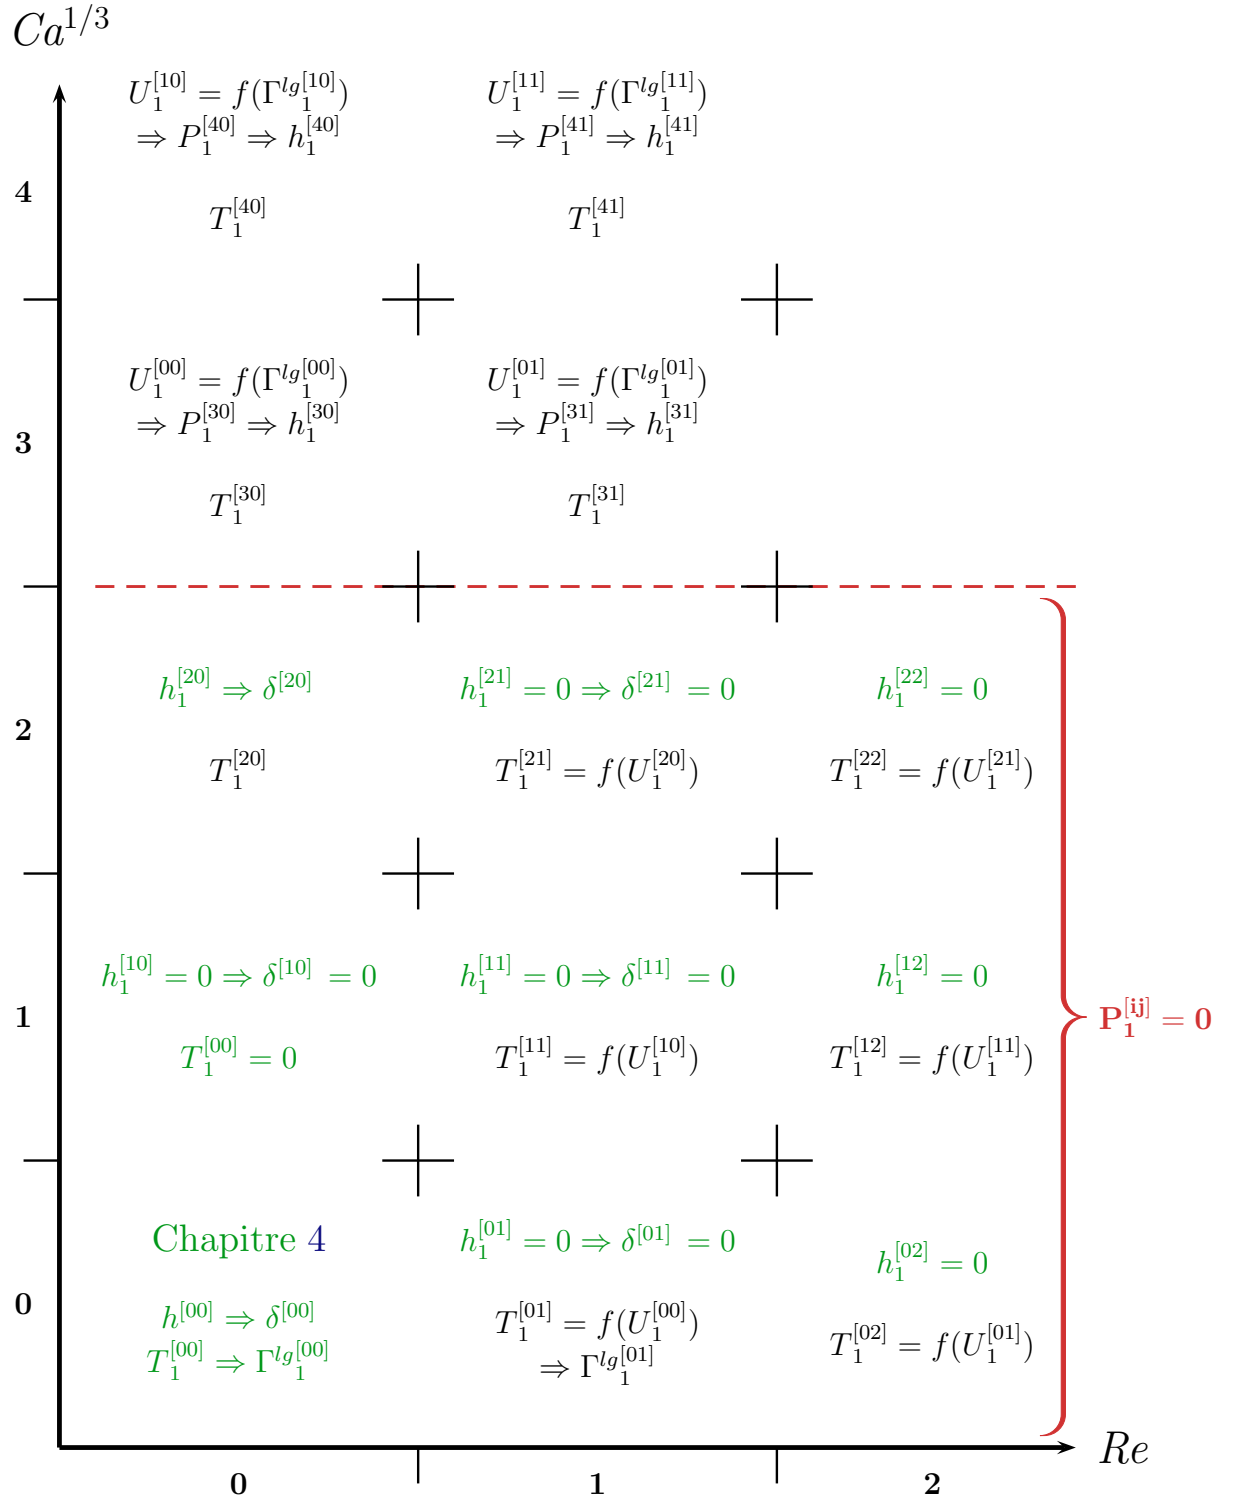 Ca^{1/3}
U_1^{[10]} = f(Γ^{lg}{}_1^{[10]}) U_1^{[11]} = f(Γ^{lg}{}_1^{[11]})
⇒ P_1^{[40]} ⇒ h_1^{[40]} ⇒ P_1^{[41]} ⇒ h_1^{[41]}
4
T_1^{[40]} T_1^{[41]}
U_1^{[00]} = f(Γ^{lg}{}_1^{[00]}) U_1^{[01]} = f(Γ^{lg}{}_1^{[01]})
⇒ P_1^{[30]} ⇒ h_1^{[30]} ⇒ P_1^{[31]} ⇒ h_1^{[31]}
3
T_1^{[30]} T_1^{[31]}
h_1^{[20]} ⇒ δ^{[20]} h_1^{[21]} = 0 ⇒ δ^{[21]} = 0 h_1^{[22]} = 0
2
T_1^{[20]} T_1^{[21]} = f(U_1^{[20]}) T_1^{[22]} = f(U_1^{[21]})
h_1^{[10]} = 0 ⇒ δ^{[10]} = 0 h_1^{[11]} = 0 ⇒ δ^{[11]} = 0 h_1^{[12]} = 0
1 P_1^{[ij]} = 0
T_1^{[00]} = 0 T_1^{[11]} = f(U_1^{[10]}) T_1^{[12]} = f(U_1^{[11]})
Chapitre 4 h_1^{[01]} = 0 ⇒ δ^{[01]} = 0 h_1^{[02]} = 0
0
h^{[00]} ⇒ δ^{[00]} T_1^{[01]} = f(U_1^{[00]}) T_1^{[02]} = f(U_1^{[01]})
T_1^{[00]} ⇒ Γ^{lg}{}_1^{[00]} ⇒ Γ^{lg}{}_1^{[01]}
Re
0 1 2